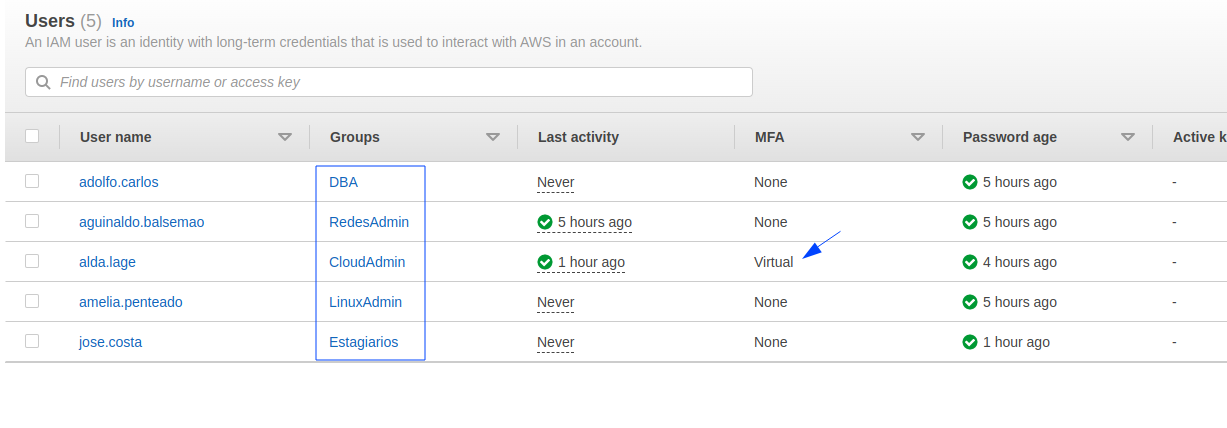 Users (5) Info
An IAM user is an identity with long-term credentials that is used to interact with AWS in an account.
Find users by username or access key
User name Groups Last activity MFA Password age Active k
adolfo.carlos DBA Never None 5 hours ago -
aguinaldo.balsemao RedesAdmin 5 hours ago None 5 hours ago -
alda.lage CloudAdmin 1 hour ago Virtual 4 hours ago -
amelia.penteado LinuxAdmin Never None 5 hours ago -
jose.costa Estagiarios Never None 1 hour ago -